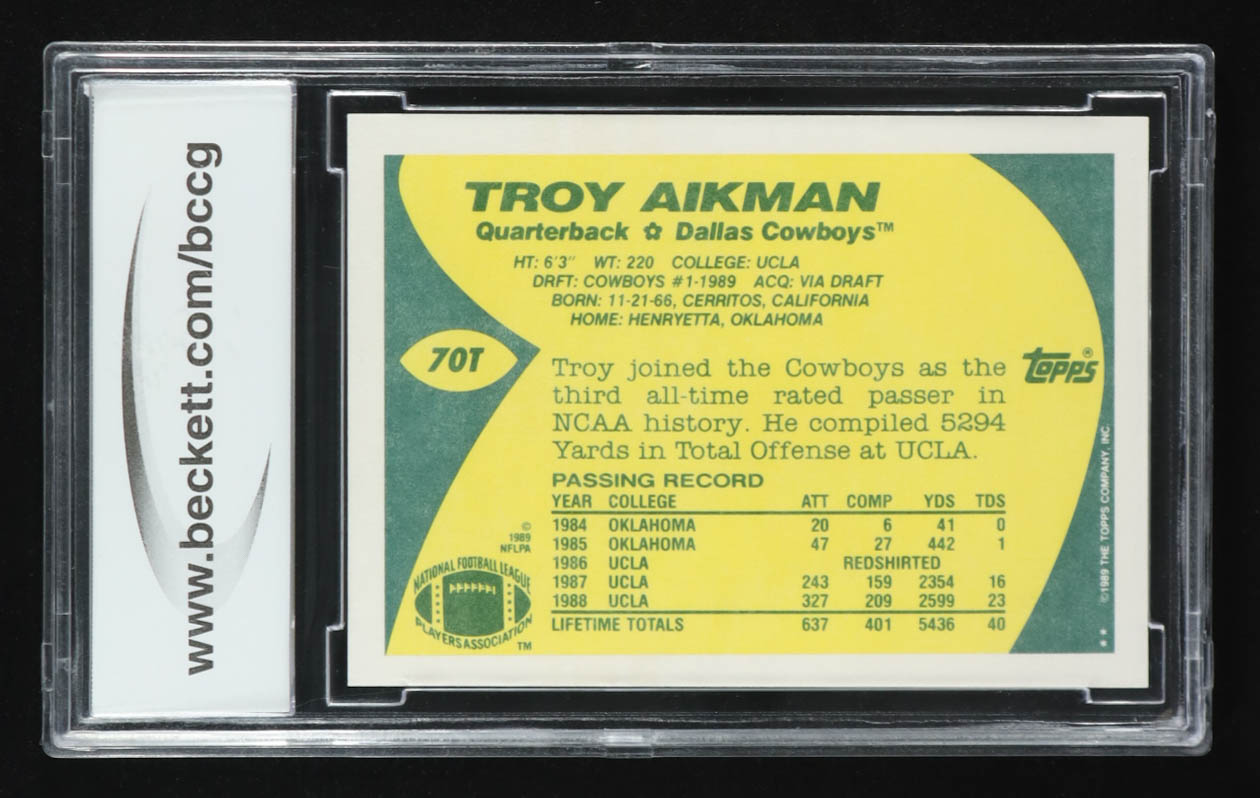 www.beckett.com/bccg
TROY AIKMAN
Quarterback ✿ Dallas Cowboys™
HT: 6'3" WT: 220 COLLEGE: UCLA
DRFT: COWBOYS #1-1989 ACQ: VIA DRAFT
BORN: 11-21-66, CERRITOS, CALIFORNIA
HOME: HENRYETTA, OKLAHOMA
70T
Troy joined the Cowboys as the
third all-time rated passer in
NCAA history. He compiled 5294
Yards in Total Offense at UCLA.
topps®
PASSING RECORD
YEAR COLLEGE ATT COMP YDS TDS
1984 OKLAHOMA 20 6 41 0
1985 OKLAHOMA 47 27 442 1
1986 UCLA REDSHIRTED
1987 UCLA 243 159 2354 16
1988 UCLA 327 209 2599 23
LIFETIME TOTALS 637 401 5436 40
©
1989
NFLPA
NATIONAL FOOTBALL LEAGUE
PLAYERS ASSOCIATION
TM
©1989 THE TOPPS COMPANY, INC.
**